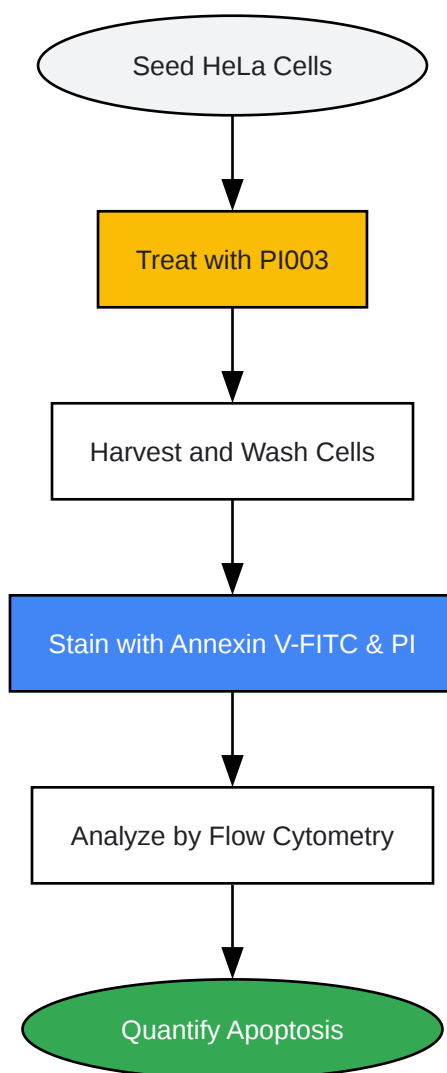 Seed HeLa Cells
Treat with PI003
Harvest and Wash Cells
Stain with Annexin V-FITC & PI
Analyze by Flow Cytometry
Quantify Apoptosis